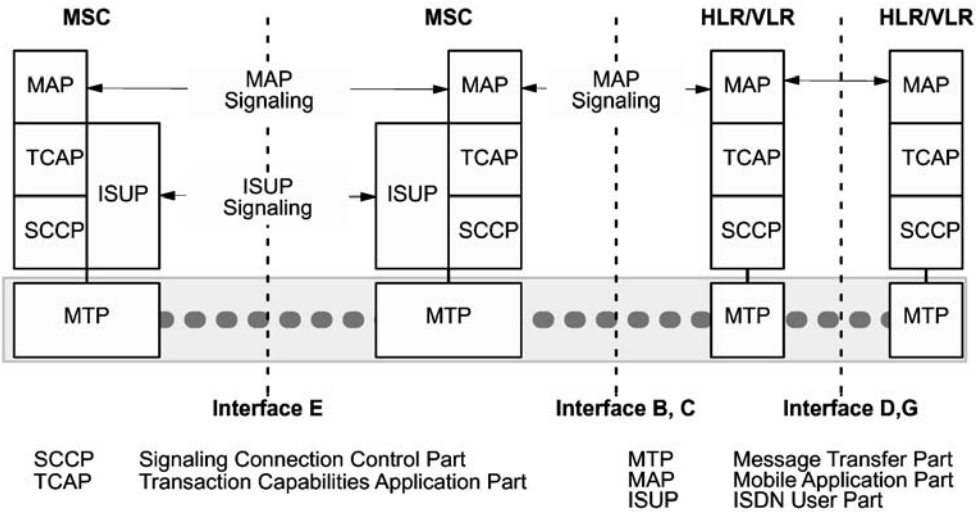 MSC MSC HLR/VLR HLR/VLR
MAP MAP Signaling MAP MAP Signaling MAP MAP
TCAP TCAP TCAP TCAP
ISUP ISUP Signaling ISUP
SCCP SCCP SCCP SCCP
MTP MTP MTP MTP
Interface E Interface B, C Interface D,G
SCCP Signaling Connection Control Part
TCAP Transaction Capabilities Application Part
MTP Message Transfer Part
MAP Mobile Application Part
ISUP ISDN User Part